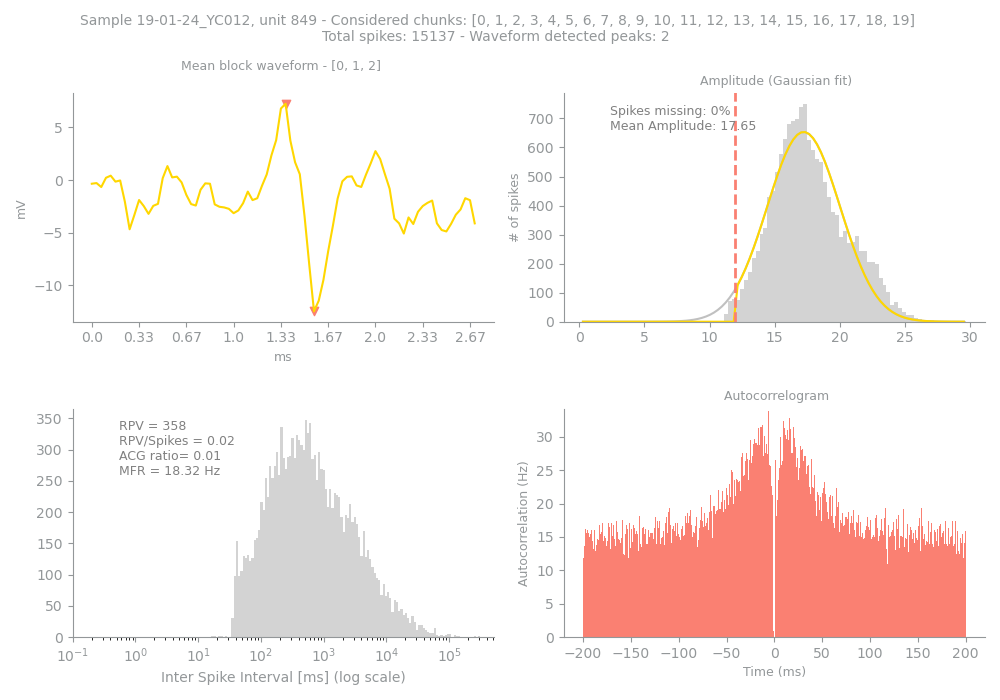 Sample 19-01-24_YC012, unit 849 - Considered chunks: [0, 1, 2, 3, 4, 5, 6, 7, 8, 9, 10, 11, 12, 13, 14, 15, 16, 17, 18, 19]
Total spikes: 15137 - Waveform detected peaks: 2
Mean block waveform - [0, 1, 2]
5
0
−5
−10
mV
0.0 0.33 0.67 1.0 1.33 1.67 2.0 2.33 2.67
ms
Amplitude (Gaussian fit)
Spikes missing: 0%
Mean Amplitude: 17.65
700
600
500
400
300
200
100
0
# of spikes
0 5 10 15 20 25 30
350
300
250
200
150
100
50
0
RPV = 358
RPV/Spikes = 0.02
ACG ratio= 0.01
MFR = 18.32 Hz
10⁻¹ 10⁰ 10¹ 10² 10³ 10⁴ 10⁵
Inter Spike Interval [ms] (log scale)
Autocorrelogram
30
25
20
15
10
5
0
Autocorrelation (Hz)
−200 −150 −100 −50 0 50 100 150 200
Time (ms)